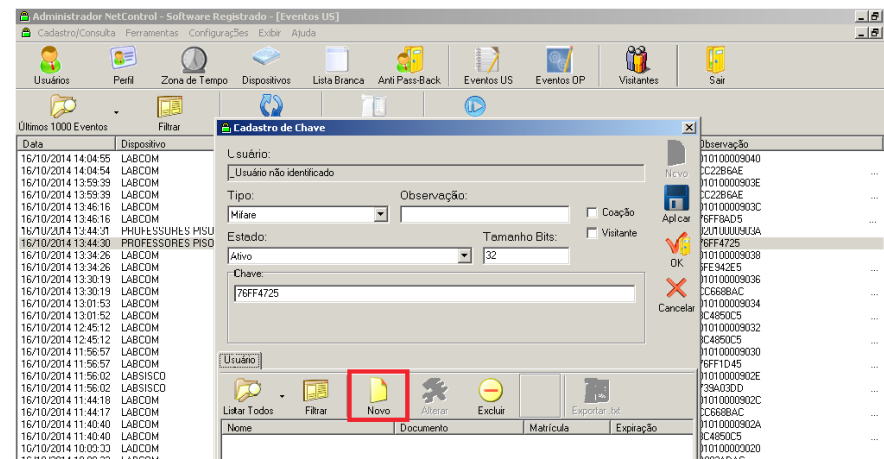 Administrador NetControl - Software Registrado - [Eventos US]
Cadastro/Consulta Ferramentas Configurações Exibir Ajuda
Usuários Perfil Zona de Tempo Dispositivos Lista Branca Anti Pass-Back Eventos US Eventos OP Visitantes Sair
Últimos 1000 Eventos Filtrar
Cadastro de Chave
Data Dispositivo Observação
Usuário:
_Usuário não identificado
Novo
Tipo: Observação:
Mifare
Coação
Aplicar
Estado: Tamanho Bits: Visitante
Ativo 32
OK
Chave:
76FF4725
Cancelar
Usuário
Listar Todos Filtrar Novo Alterar Excluir Exportar .txt
Nome Documento Matrícula Expiração
16/10/2014 14:04:55 LABCOM 010100009040
16/10/2014 14:04:54 LABCOM CC22B6AE ...
16/10/2014 13:59:39 LABCOM 01010000903E
16/10/2014 13:59:39 LABCOM CC22B6AE ...
16/10/2014 13:46:16 LABCOM 01010000903C
16/10/2014 13:46:16 LABCOM 76FF8AD5 ...
16/10/2014 13:44:31 PROFESSORES PISO 02010000903A
16/10/2014 13:44:30 PROFESSORES PISO 76FF4725 ...
16/10/2014 13:34:26 LABCOM 010100009038
16/10/2014 13:34:26 LABCOM 5FE942E5 ...
16/10/2014 13:30:19 LABCOM 010100009036
16/10/2014 13:30:19 LABCOM CC668BAC ...
16/10/2014 13:01:53 LABCOM 010100009034
16/10/2014 13:01:52 LABCOM 3C4850C5 ...
16/10/2014 12:45:12 LABCOM 010100009032
16/10/2014 12:45:12 LABCOM 3C4850C5 ...
16/10/2014 11:56:57 LABCOM 010100009030
16/10/2014 11:56:57 LABCOM 76FF1D45 ...
16/10/2014 11:56:02 LABSISCO 01010000902E
16/10/2014 11:56:02 LABSISCO 739A03DD ...
16/10/2014 11:44:18 LABCOM 01010000902C
16/10/2014 11:44:17 LABCOM CC668BAC ...
16/10/2014 11:40:40 LABCOM 01010000902A
16/10/2014 11:40:40 LABCOM 3C4850C5 ...
16/10/2014 10:09:33 LABCOM 010100009020